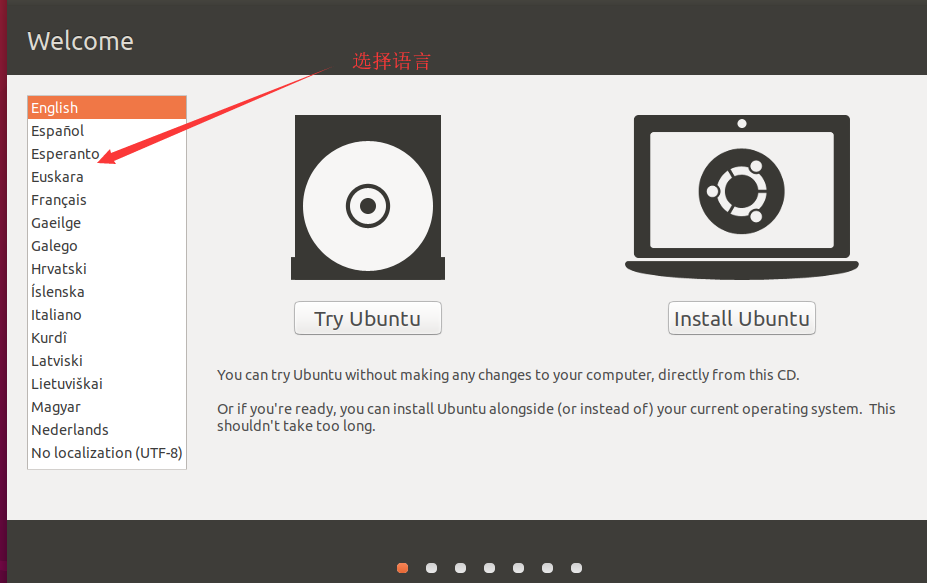 Welcome
选择语言
English
Español
Esperanto
Euskara
Français
Gaeilge
Galego
Hrvatski
Íslenska
Italiano
Kurdî
Latviski
Lietuviškai
Magyar
Nederlands
No localization (UTF-8)
Try Ubuntu
Install Ubuntu
You can try Ubuntu without making any changes to your computer, directly from this CD.
Or if you're ready, you can install Ubuntu alongside (or instead of) your current operating system. This
shouldn't take too long.